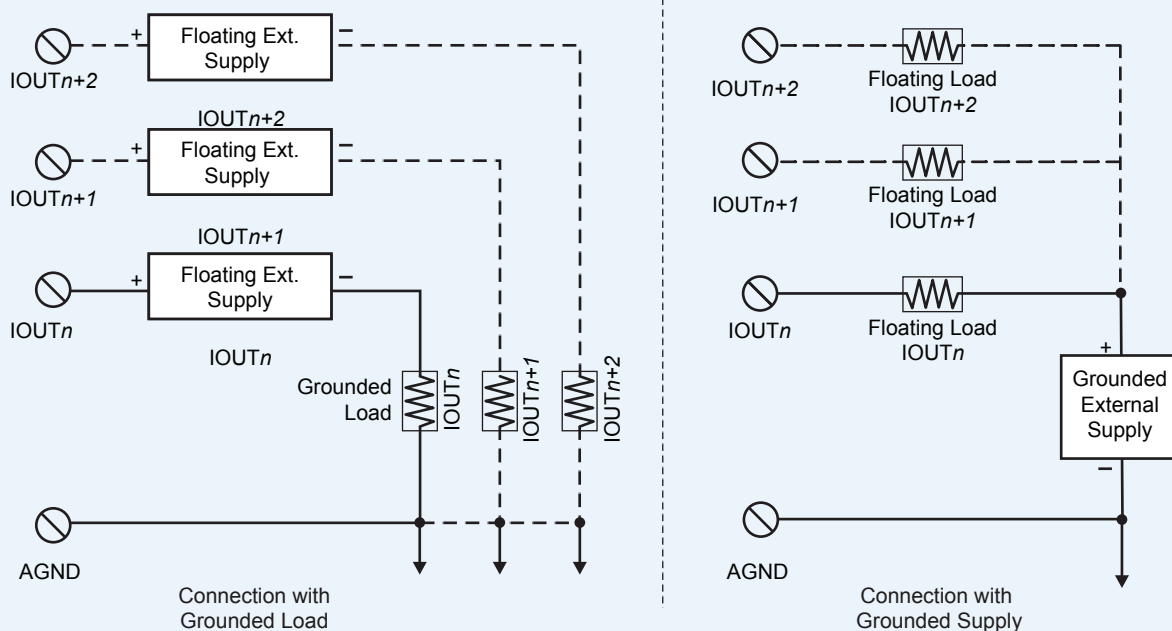 +
Floating Ext.
Supply
−
IOUTn+2
IOUTn+2
+
Floating Ext.
Supply
−
IOUTn+1
IOUTn+1
+
Floating Ext.
Supply
−
IOUTn
IOUTn
Grounded
Load
IOUTn
IOUTn+1
IOUTn+2
AGND
Connection with
Grounded Load
IOUTn+2
Floating Load
IOUTn+2
IOUTn+1
Floating Load
IOUTn+1
IOUTn
Floating Load
IOUTn
+
Grounded
External
Supply
−
AGND
Connection with
Grounded Supply